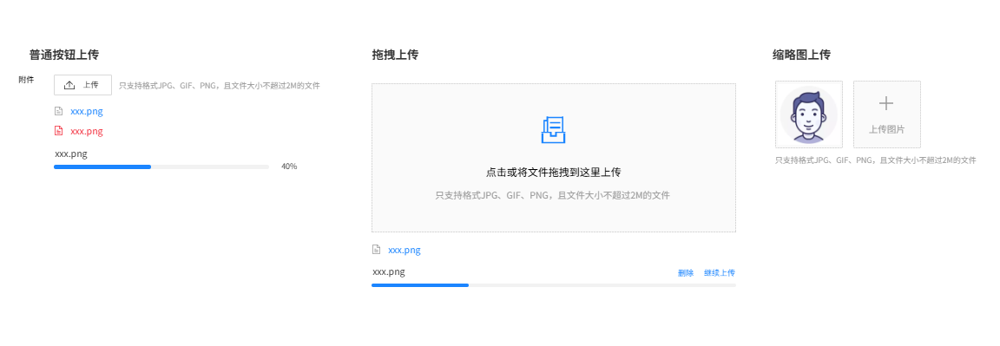 普通按钮上传
附件
上传
只支持格式JPG、GIF、PNG，且文件大小不超过2M的文件
xxx.png
xxx.png
xxx.png
40%
拖拽上传
点击或将文件拖拽到这里上传
只支持格式JPG、GIF、PNG，且文件大小不超过2M的文件
xxx.png
xxx.png
删除 继续上传
缩略图上传
上传图片
只支持格式JPG、GIF、PNG，且文件大小不超过2M的文件